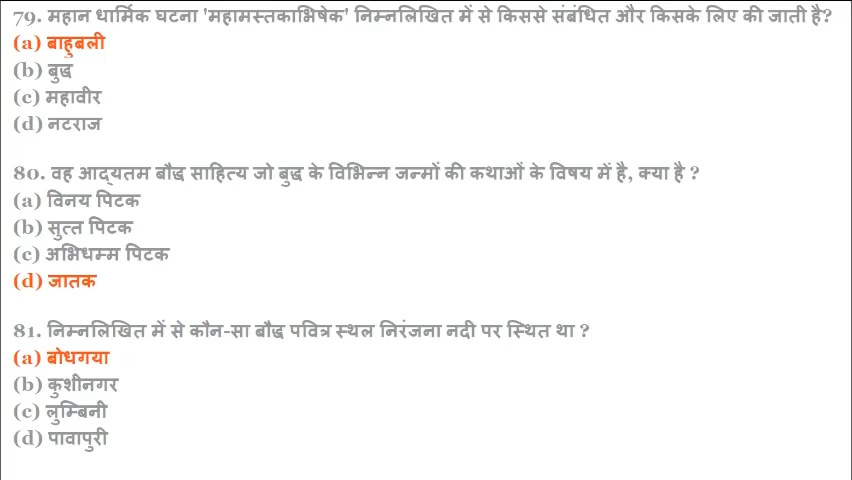 79. महान धार्मिक घटना 'महामस्तकाभिषेक' निम्नलिखित में से किससे संबंधित और किसके लिए की जाती है?
(a) बाहुबली
(b) बुद्ध
(c) महावीर
(d) नटराज
80. वह आद्यतम बौद्ध साहित्य जो बुद्ध के विभिन्न जन्मों की कथाओं के विषय में है, क्या है ?
(a) विनय पिटक
(b) सुत्त पिटक
(c) अभिधम्म पिटक
(d) जातक
81. निम्नलिखित में से कौन-सा बौद्ध पवित्र स्थल निरंजना नदी पर स्थित था ?
(a) बोधगया
(b) कुशीनगर
(c) लुम्बिनी
(d) पावापुरी